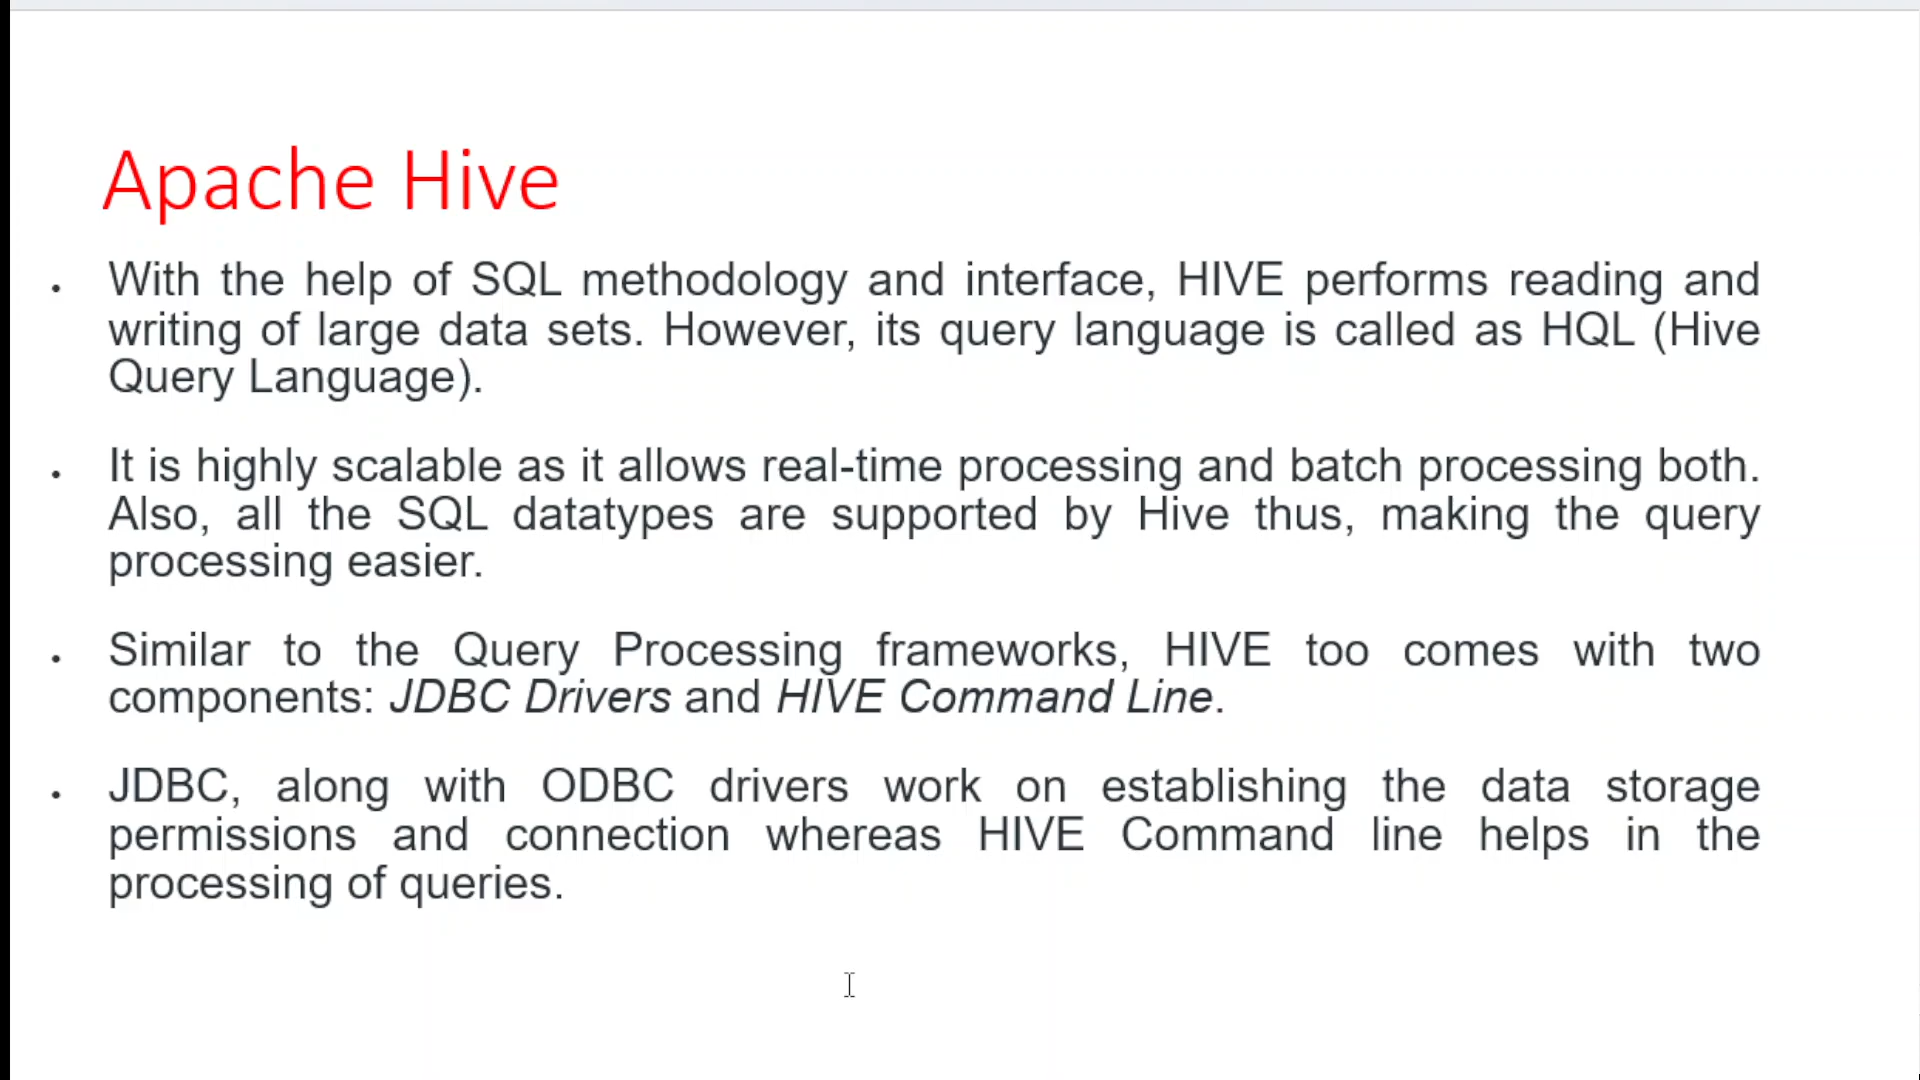 Apache Hive
• With the help of SQL methodology and interface, HIVE performs reading and
writing of large data sets. However, its query language is called as HQL (Hive
Query Language).
• It is highly scalable as it allows real-time processing and batch processing both.
Also, all the SQL datatypes are supported by Hive thus, making the query
processing easier.
• Similar to the Query Processing frameworks, HIVE too comes with two
components: JDBC Drivers and HIVE Command Line.
• JDBC, along with ODBC drivers work on establishing the data storage
permissions and connection whereas HIVE Command line helps in the
processing of queries.